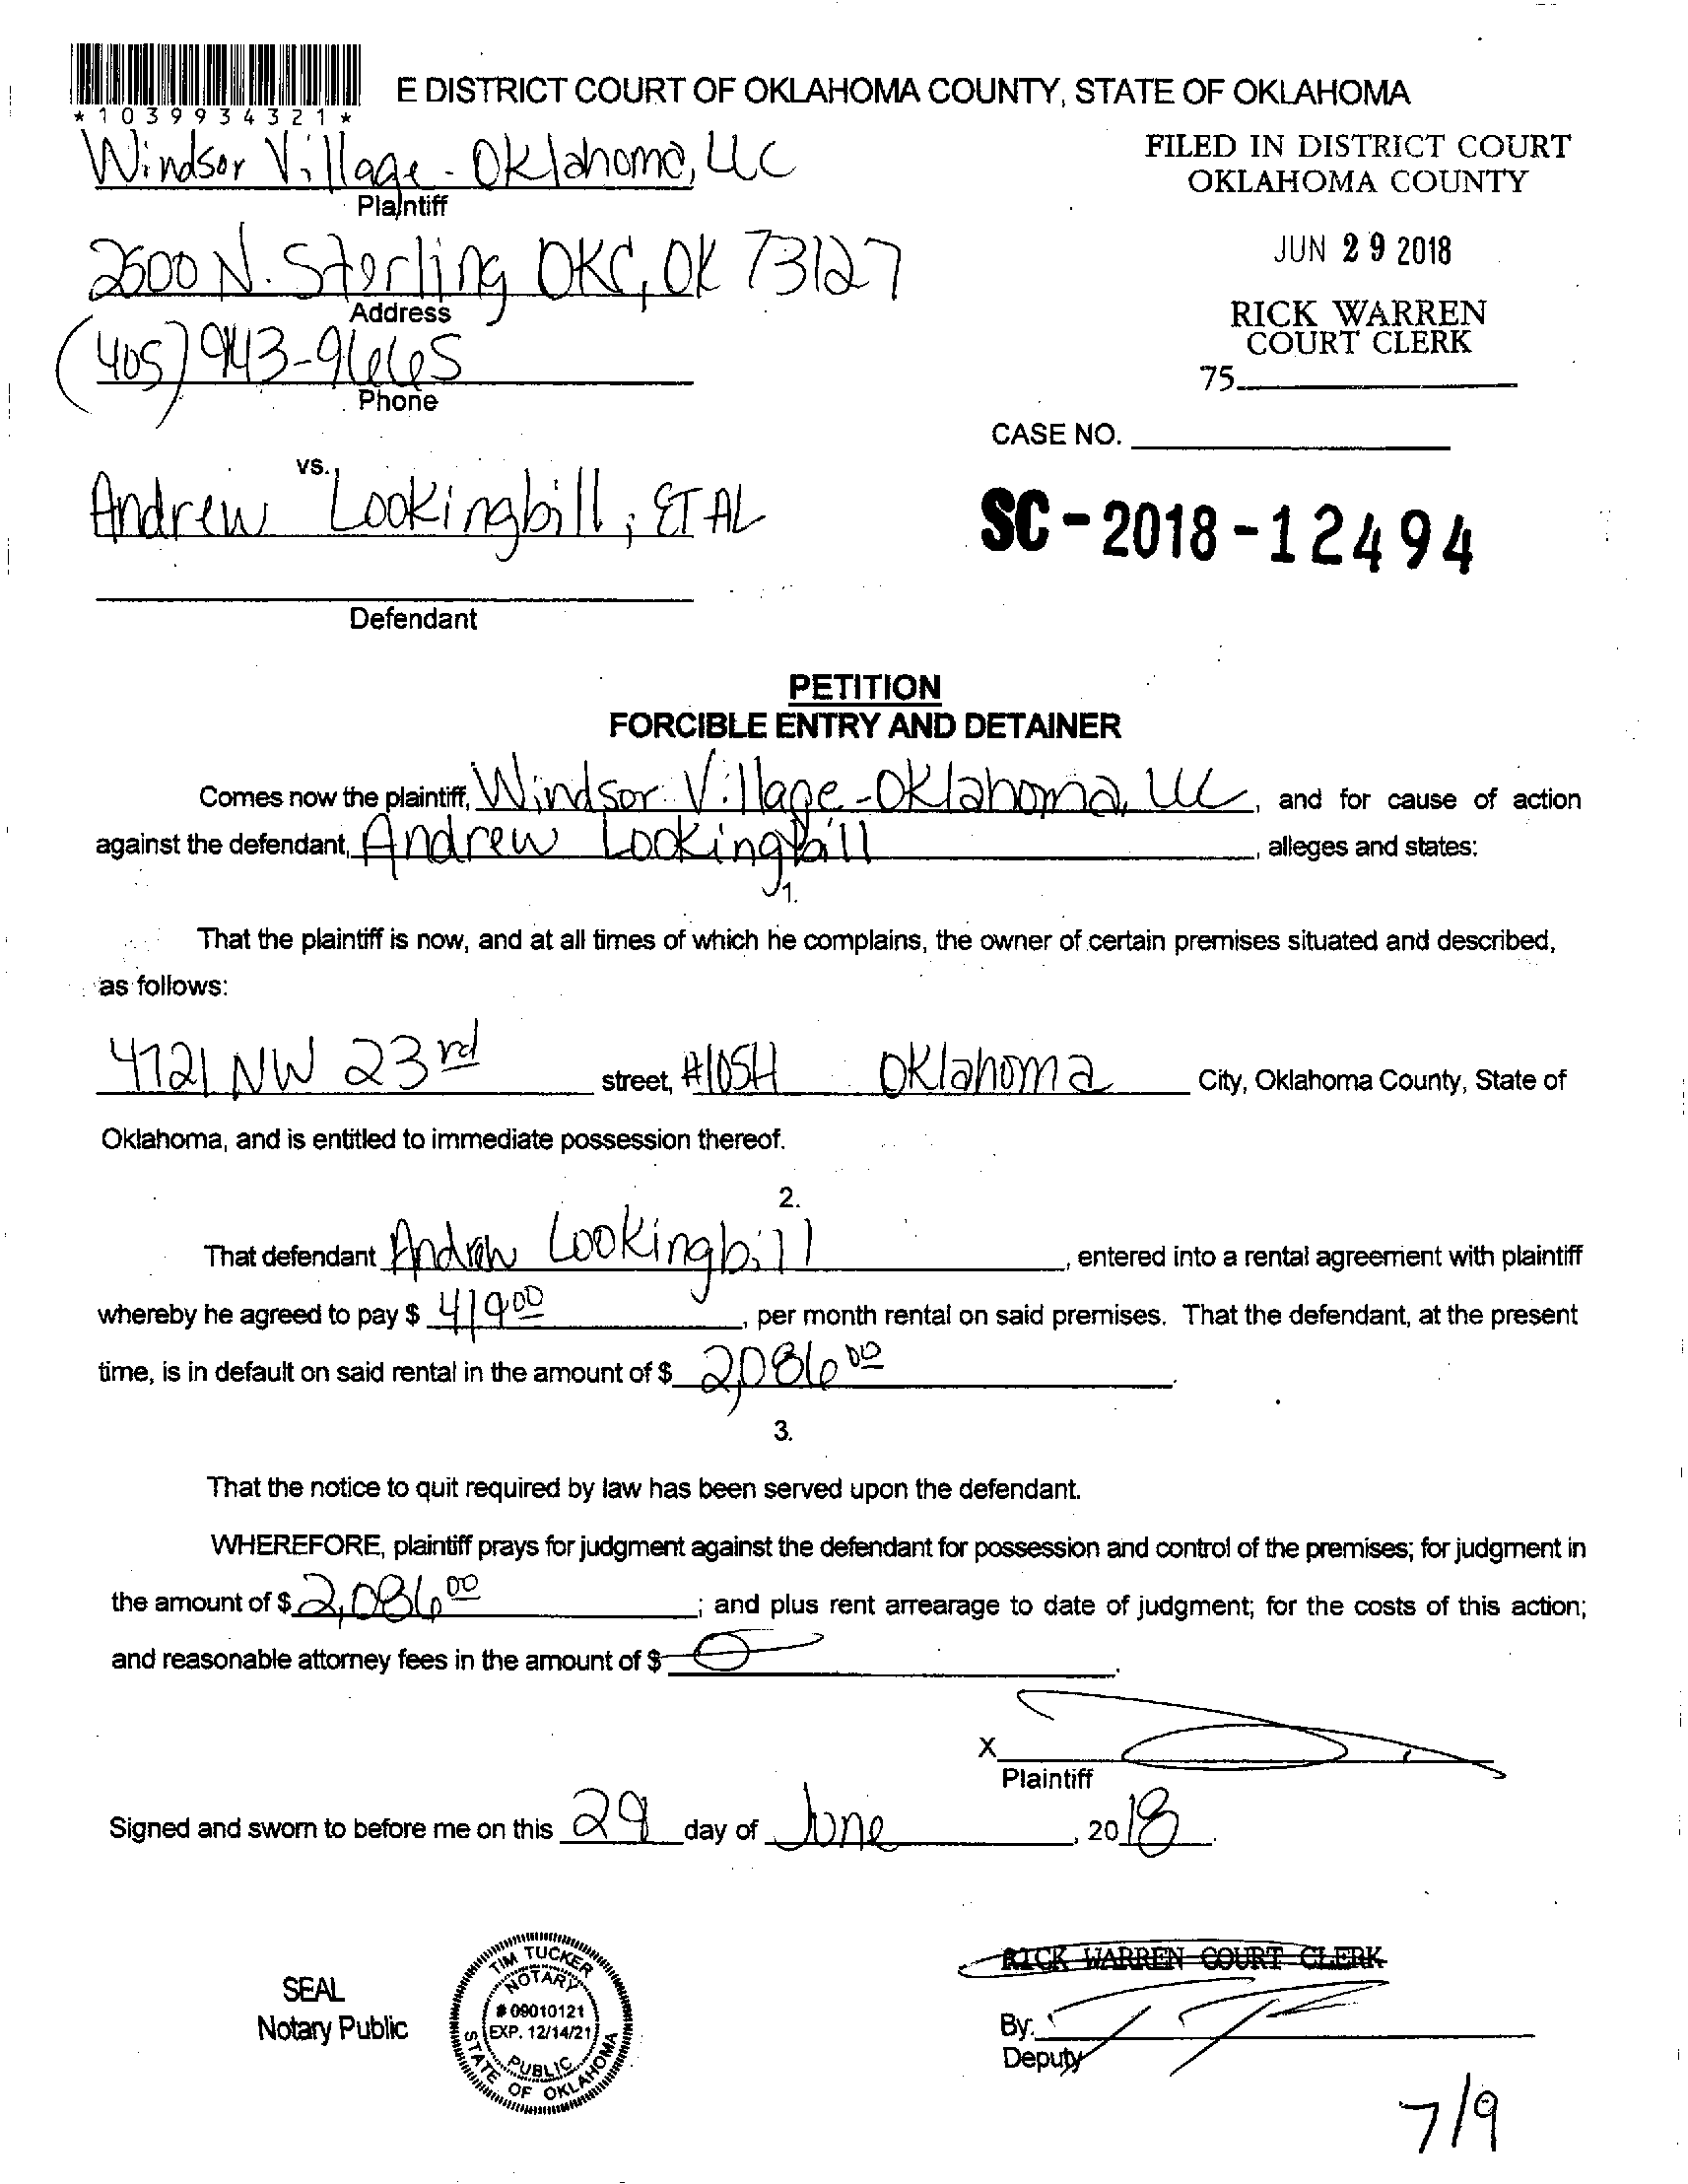 *1039934321*
E DISTRICT COURT OF OKLAHOMA COUNTY, STATE OF OKLAHOMA
Windsor Village - Oklahoma, LLC
Plaintiff
FILED IN DISTRICT COURT
OKLAHOMA COUNTY
2600 N. Sterling OKC, OK 73127
Address
JUN 29 2018
(405) 943-9665
Phone
RICK WARREN
COURT CLERK
75
CASE NO.
vs.
Andrew Lookingbill, ET AL
SC-2018-12494
Defendant
PETITION
FORCIBLE ENTRY AND DETAINER
Comes now the plaintiff, Windsor Village - Oklahoma, LLC, and for cause of action
against the defendant, Andrew Lookingbill, alleges and states:
1.
That the plaintiff is now, and at all times of which he complains, the owner of certain premises situated and described,
as follows:
4721 NW 23rd street, #105H Oklahoma City, Oklahoma County, State of
Oklahoma, and is entitled to immediate possession thereof.
2.
That defendant Andrew Lookingbill, entered into a rental agreement with plaintiff
whereby he agreed to pay $ 419 00, per month rental on said premises. That the defendant, at the present
time, is in default on said rental in the amount of $ 2,086 00.
3.
That the notice to quit required by law has been served upon the defendant.
WHEREFORE, plaintiff prays for judgment against the defendant for possession and control of the premises; for judgment in
the amount of $ 2,086 00; and plus rent arrearage to date of judgment; for the costs of this action;
and reasonable attorney fees in the amount of $ 0.
X
Plaintiff
Signed and sworn to before me on this 29 day of June, 2018.
SEAL
Notary Public
TIM TUCKER
NOTARY
# 09010121
EXP. 12/14/21
PUBLIC
STATE OF OKLAHOMA
RICK WARREN COURT CLERK
By:
Deputy
7/9